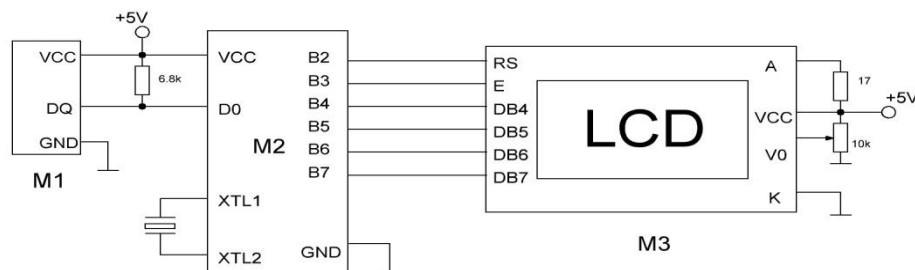 +5V
VCC
6.8k
DQ
GND
M1
VCC
D0
M2
XTL1
XTL2
B2
B3
B4
B5
B6
B7
GND
RS
E
DB4
DB5
DB6
DB7
LCD
A
VCC
V0
K
17
+5V
10k
M3